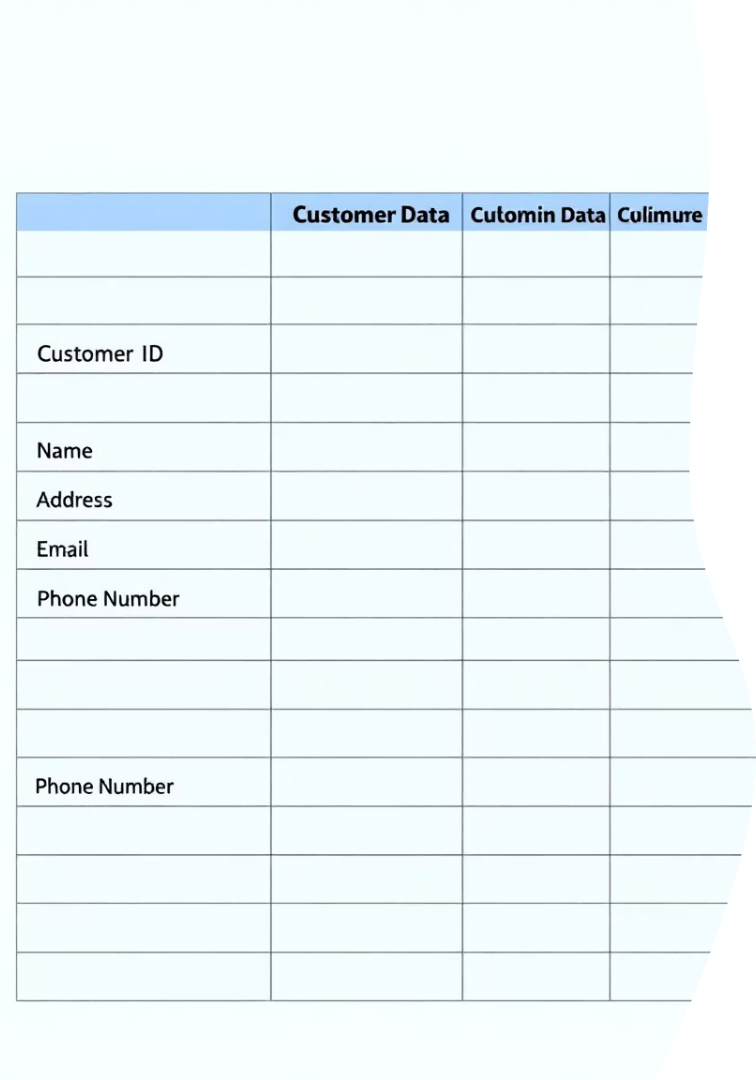 Customer Data Cutomin Data Culimure
Customer ID
Name
Address
Email
Phone Number
Phone Number